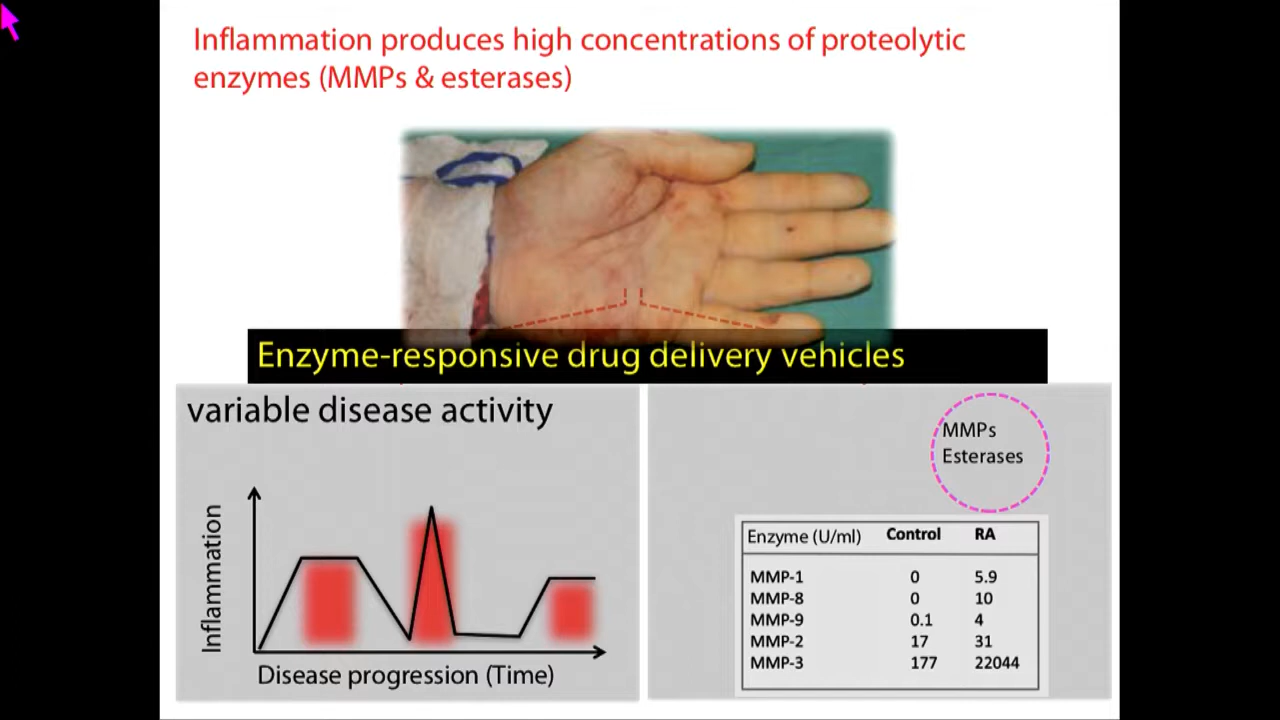 Inflammation produces high concentrations of proteolytic
enzymes (MMPs & esterases)
Enzyme-responsive drug delivery vehicles
variable disease activity
Inflammation
Disease progression (Time)
MMPs
Esterases
Enzyme (U/ml) Control RA
MMP-1 0 5.9
MMP-8 0 10
MMP-9 0.1 4
MMP-2 17 31
MMP-3 177 22044